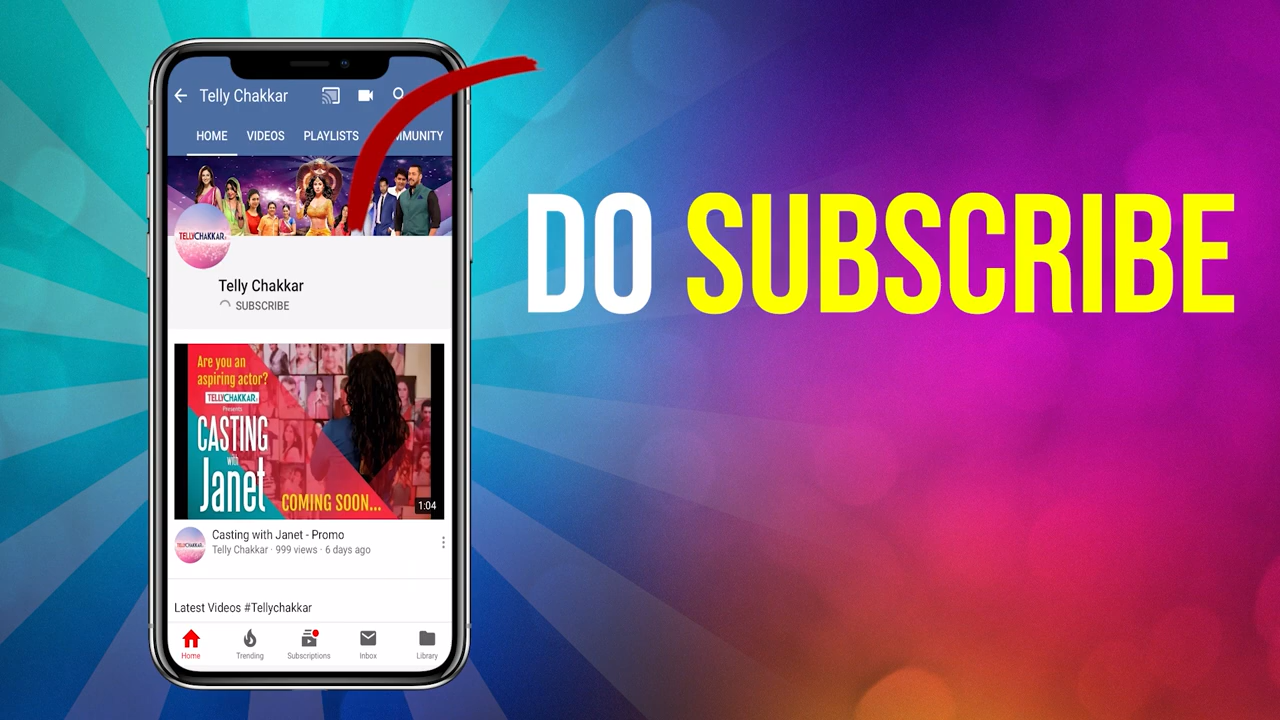 Telly Chakkar
HOME VIDEOS PLAYLISTS MMUNITY
TELLYCHAKKAR
Telly Chakkar
SUBSCRIBE
Are you an
aspiring actor?
TELLYCHAKKAR
Presents
CASTING
with
Janet
COMING SOON...
1:04
TELLYCHAKKAR
Casting with Janet - Promo
Telly Chakkar · 999 views · 6 days ago
Latest Videos #Tellychakkar
Home Trending Subscriptions Inbox Library
DO SUBSCRIBE